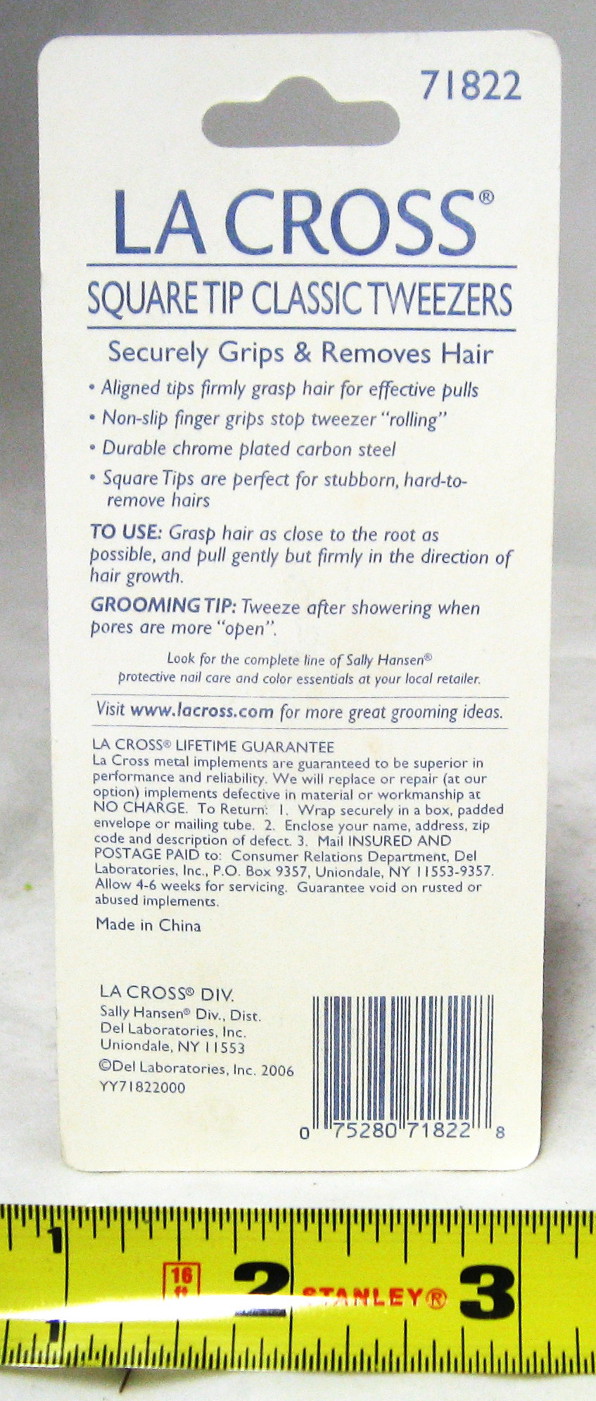 71822
LA CROSS®
SQUARE TIP CLASSIC TWEEZERS
Securely Grips & Removes Hair
• Aligned tips firmly grasp hair for effective pulls
• Non-slip finger grips stop tweezer "rolling"
• Durable chrome plated carbon steel
• Square Tips are perfect for stubborn, hard-to-
remove hairs
TO USE: Grasp hair as close to the root as
possible, and pull gently but firmly in the direction of
hair growth.
GROOMING TIP: Tweeze after showering when
pores are more "open".
Look for the complete line of Sally Hansen®
protective nail care and color essentials at your local retailer.
Visit www.lacross.com for more great grooming ideas.
LA CROSS® LIFETIME GUARANTEE
La Cross metal implements are guaranteed to be superior in
performance and reliability. We will replace or repair (at our
option) implements defective in material or workmanship at
NO CHARGE. To Return: 1. Wrap securely in a box, padded
envelope or mailing tube. 2. Enclose your name, address, zip
code and description of defect. 3. Mail INSURED AND
POSTAGE PAID to: Consumer Relations Department, Del
Laboratories, Inc., P.O. Box 9357, Uniondale, NY 11553-9357.
Allow 4-6 weeks for servicing. Guarantee void on rusted or
abused implements.
Made in China
LA CROSS® DIV.
Sally Hansen® Div., Dist.
Del Laboratories, Inc.
Uniondale, NY 11553
©Del Laboratories, Inc. 2006
YY71822000
0 75280 71822 8
1 16 ft 2 STANLEY® 3
1